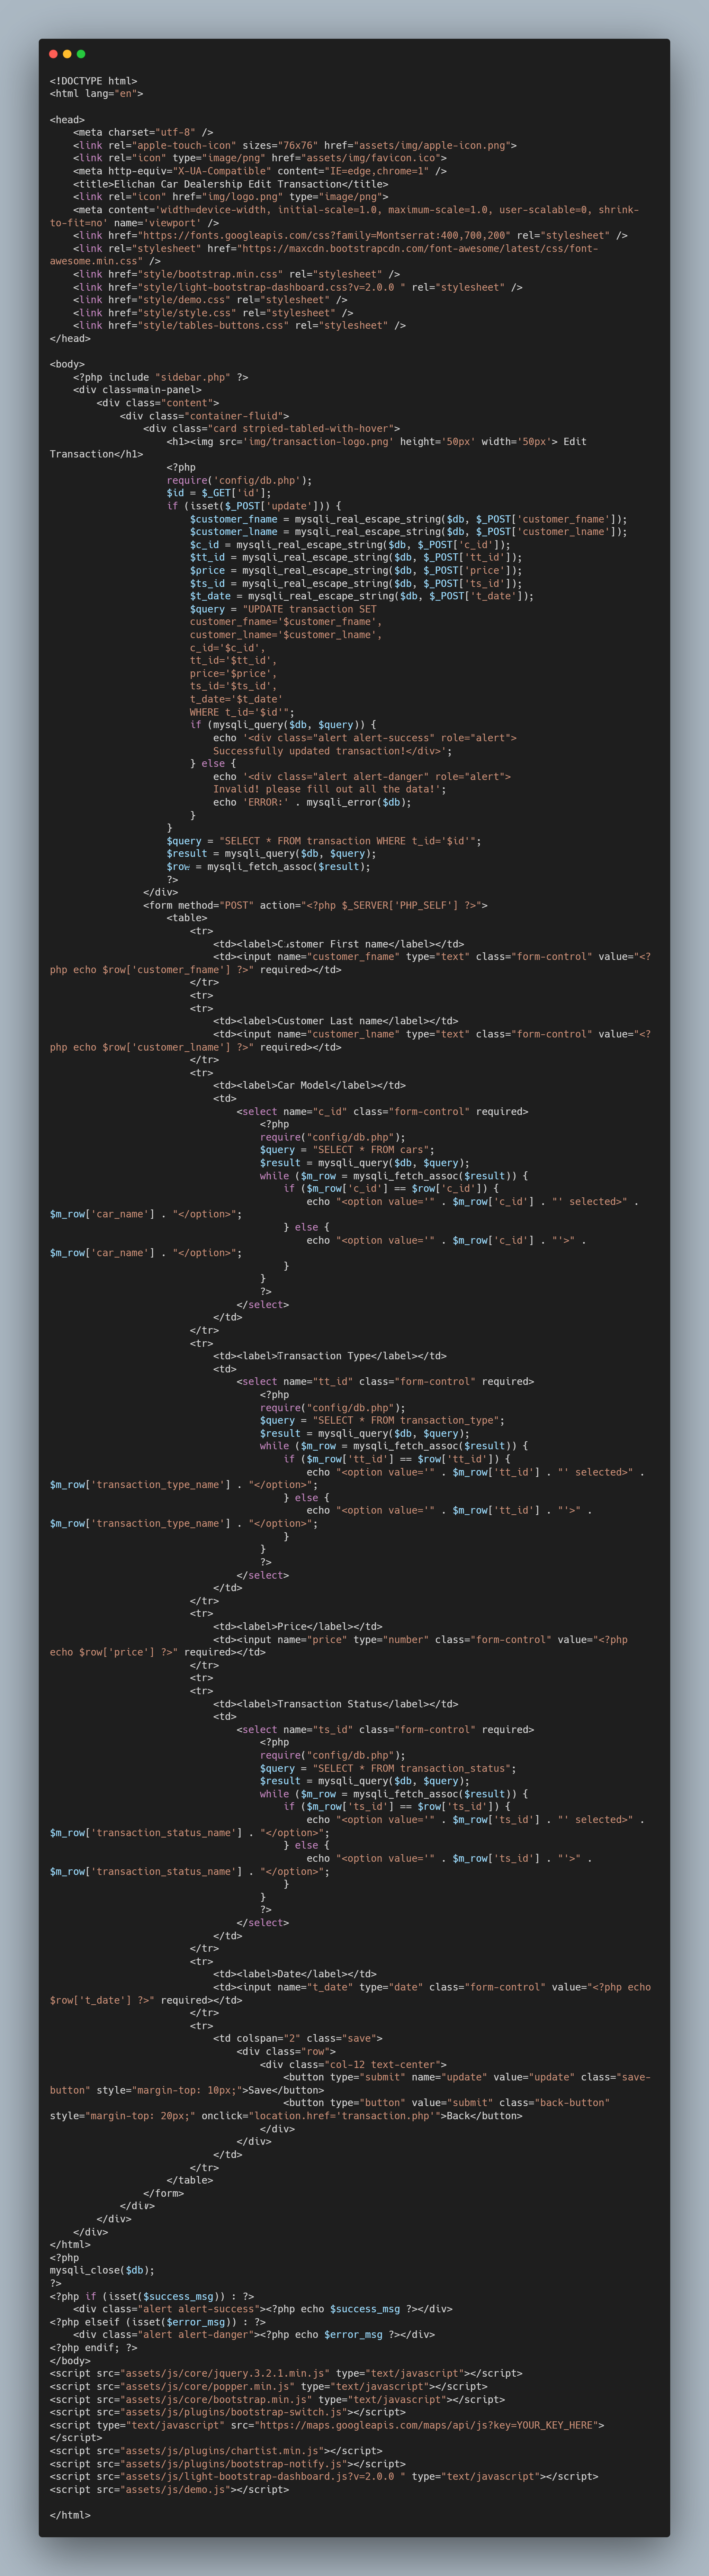 <!DOCTYPE html>
<html lang="en">
<head>
    <meta charset="utf-8" />
    <link rel="apple-touch-icon" sizes="76x76" href="assets/img/apple-icon.png">
    <link rel="icon" type="image/png" href="assets/img/favicon.ico">
    <meta http-equiv="X-UA-Compatible" content="IE=edge,chrome=1" />
    <title>Elichan Car Dealership Edit Transaction</title>
    <link rel="icon" href="img/logo.png" type="image/png">
    <meta content='width=device-width, initial-scale=1.0, maximum-scale=1.0, user-scalable=0, shrink-
to-fit=no' name='viewport' />
    <link href="https://fonts.googleapis.com/css?family=Montserrat:400,700,200" rel="stylesheet" />
    <link rel="stylesheet" href="https://maxcdn.bootstrapcdn.com/font-awesome/latest/css/font-
awesome.min.css" />
    <link href="style/bootstrap.min.css" rel="stylesheet" />
    <link href="style/light-bootstrap-dashboard.css?v=2.0.0 " rel="stylesheet" />
    <link href="style/demo.css" rel="stylesheet" />
    <link href="style/style.css" rel="stylesheet" />
    <link href="style/tables-buttons.css" rel="stylesheet" />
</head>
<body>
    <?php include "sidebar.php" ?>
    <div class=main-panel>
        <div class="content">
            <div class="container-fluid">
                <div class="card strpied-tabled-with-hover">
                    <h1><img src='img/transaction-logo.png' height='50px' width='50px'> Edit
Transaction</h1>
                    <?php
                    require('config/db.php');
                    $id = $_GET['id'];
                    if (isset($_POST['update'])) {
                        $customer_fname = mysqli_real_escape_string($db, $_POST['customer_fname']);
                        $customer_lname = mysqli_real_escape_string($db, $_POST['customer_lname']);
                        $c_id = mysqli_real_escape_string($db, $_POST['c_id']);
                        $tt_id = mysqli_real_escape_string($db, $_POST['tt_id']);
                        $price = mysqli_real_escape_string($db, $_POST['price']);
                        $ts_id = mysqli_real_escape_string($db, $_POST['ts_id']);
                        $t_date = mysqli_real_escape_string($db, $_POST['t_date']);
                        $query = "UPDATE transaction SET
                        customer_fname='$customer_fname',
                        customer_lname='$customer_lname',
                        c_id='$c_id',
                        tt_id='$tt_id',
                        price='$price',
                        ts_id='$ts_id',
                        t_date='$t_date'
                        WHERE t_id='$id'";
                        if (mysqli_query($db, $query)) {
                            echo '<div class="alert alert-success" role="alert">
                            Successfully updated transaction!</div>';
                        } else {
                            echo '<div class="alert alert-danger" role="alert">
                            Invalid! please fill out all the data!';
                            echo 'ERROR:' . mysqli_error($db);
                        }
                    }
                    $query = "SELECT * FROM transaction WHERE t_id='$id'";
                    $result = mysqli_query($db, $query);
                    $row = mysqli_fetch_assoc($result);
                    ?>
                </div>
                <form method="POST" action="<?php $_SERVER['PHP_SELF'] ?>">
                    <table>
                        <tr>
                            <td><label>Customer First name</label></td>
                            <td><input name="customer_fname" type="text" class="form-control" value="<?
php echo $row['customer_fname'] ?>" required></td>
                        </tr>
                        <tr>
                        <tr>
                            <td><label>Customer Last name</label></td>
                            <td><input name="customer_lname" type="text" class="form-control" value="<?
php echo $row['customer_lname'] ?>" required></td>
                        </tr>
                        <tr>
                            <td><label>Car Model</label></td>
                            <td>
                                <select name="c_id" class="form-control" required>
                                    <?php
                                    require("config/db.php");
                                    $query = "SELECT * FROM cars";
                                    $result = mysqli_query($db, $query);
                                    while ($m_row = mysqli_fetch_assoc($result)) {
                                        if ($m_row['c_id'] == $row['c_id']) {
                                            echo "<option value='" . $m_row['c_id'] . "' selected>" .
$m_row['car_name'] . "</option>";
                                        } else {
                                            echo "<option value='" . $m_row['c_id'] . "'>" .
$m_row['car_name'] . "</option>";
                                        }
                                    }
                                    ?>
                                </select>
                            </td>
                        </tr>
                        <tr>
                            <td><label>Transaction Type</label></td>
                            <td>
                                <select name="tt_id" class="form-control" required>
                                    <?php
                                    require("config/db.php");
                                    $query = "SELECT * FROM transaction_type";
                                    $result = mysqli_query($db, $query);
                                    while ($m_row = mysqli_fetch_assoc($result)) {
                                        if ($m_row['tt_id'] == $row['tt_id']) {
                                            echo "<option value='" . $m_row['tt_id'] . "' selected>" .
$m_row['transaction_type_name'] . "</option>";
                                        } else {
                                            echo "<option value='" . $m_row['tt_id'] . "'>" .
$m_row['transaction_type_name'] . "</option>";
                                        }
                                    }
                                    ?>
                                </select>
                            </td>
                        </tr>
                        <tr>
                            <td><label>Price</label></td>
                            <td><input name="price" type="number" class="form-control" value="<?php
echo $row['price'] ?>" required></td>
                        </tr>
                        <tr>
                        <tr>
                            <td><label>Transaction Status</label></td>
                            <td>
                                <select name="ts_id" class="form-control" required>
                                    <?php
                                    require("config/db.php");
                                    $query = "SELECT * FROM transaction_status";
                                    $result = mysqli_query($db, $query);
                                    while ($m_row = mysqli_fetch_assoc($result)) {
                                        if ($m_row['ts_id'] == $row['ts_id']) {
                                            echo "<option value='" . $m_row['ts_id'] . "' selected>" .
$m_row['transaction_status_name'] . "</option>";
                                        } else {
                                            echo "<option value='" . $m_row['ts_id'] . "'>" .
$m_row['transaction_status_name'] . "</option>";
                                        }
                                    }
                                    ?>
                                </select>
                            </td>
                        </tr>
                        <tr>
                            <td><label>Date</label></td>
                            <td><input name="t_date" type="date" class="form-control" value="<?php echo
$row['t_date'] ?>" required></td>
                        </tr>
                        <tr>
                            <td colspan="2" class="save">
                                <div class="row">
                                    <div class="col-12 text-center">
                                        <button type="submit" name="update" value="update" class="save-
button" style="margin-top: 10px;">Save</button>
                                        <button type="button" value="submit" class="back-button"
style="margin-top: 20px;" onclick="location.href='transaction.php'">Back</button>
                                    </div>
                                </div>
                            </td>
                        </tr>
                    </table>
                </form>
            </div>
        </div>
    </div>
</html>
<?php
mysqli_close($db);
?>
<?php if (isset($success_msg)) : ?>
    <div class="alert alert-success"><?php echo $success_msg ?></div>
<?php elseif (isset($error_msg)) : ?>
    <div class="alert alert-danger"><?php echo $error_msg ?></div>
<?php endif; ?>
</body>
<script src="assets/js/core/jquery.3.2.1.min.js" type="text/javascript"></script>
<script src="assets/js/core/popper.min.js" type="text/javascript"></script>
<script src="assets/js/core/bootstrap.min.js" type="text/javascript"></script>
<script src="assets/js/plugins/bootstrap-switch.js"></script>
<script type="text/javascript" src="https://maps.googleapis.com/maps/api/js?key=YOUR_KEY_HERE">
</script>
<script src="assets/js/plugins/chartist.min.js"></script>
<script src="assets/js/plugins/bootstrap-notify.js"></script>
<script src="assets/js/light-bootstrap-dashboard.js?v=2.0.0 " type="text/javascript"></script>
<script src="assets/js/demo.js"></script>
</html>